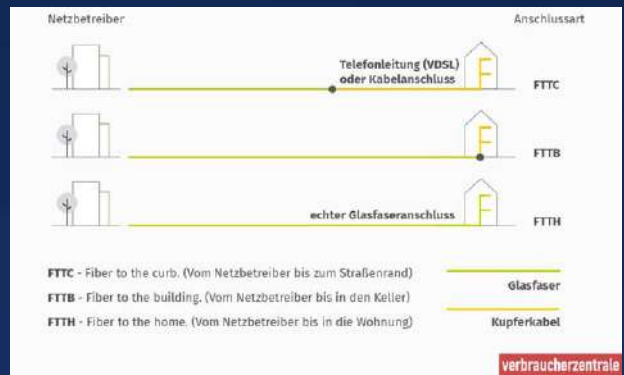 Netzbetreiber
Anschlussart
Telefonleitung (VDSL)
oder Kabelanschluss
FTTC
FTTB
echter Glasfaseranschluss
FTTH
FTTC - Fiber to the curb. (Vom Netzbetreiber bis zum Straßenrand)
FTTB - Fiber to the building. (Vom Netzbetreiber bis in den Keller)
FTTH - Fiber to the home. (Vom Netzbetreiber bis in die Wohnung)
Glasfaser
Kupferkabel
verbraucherzentrale